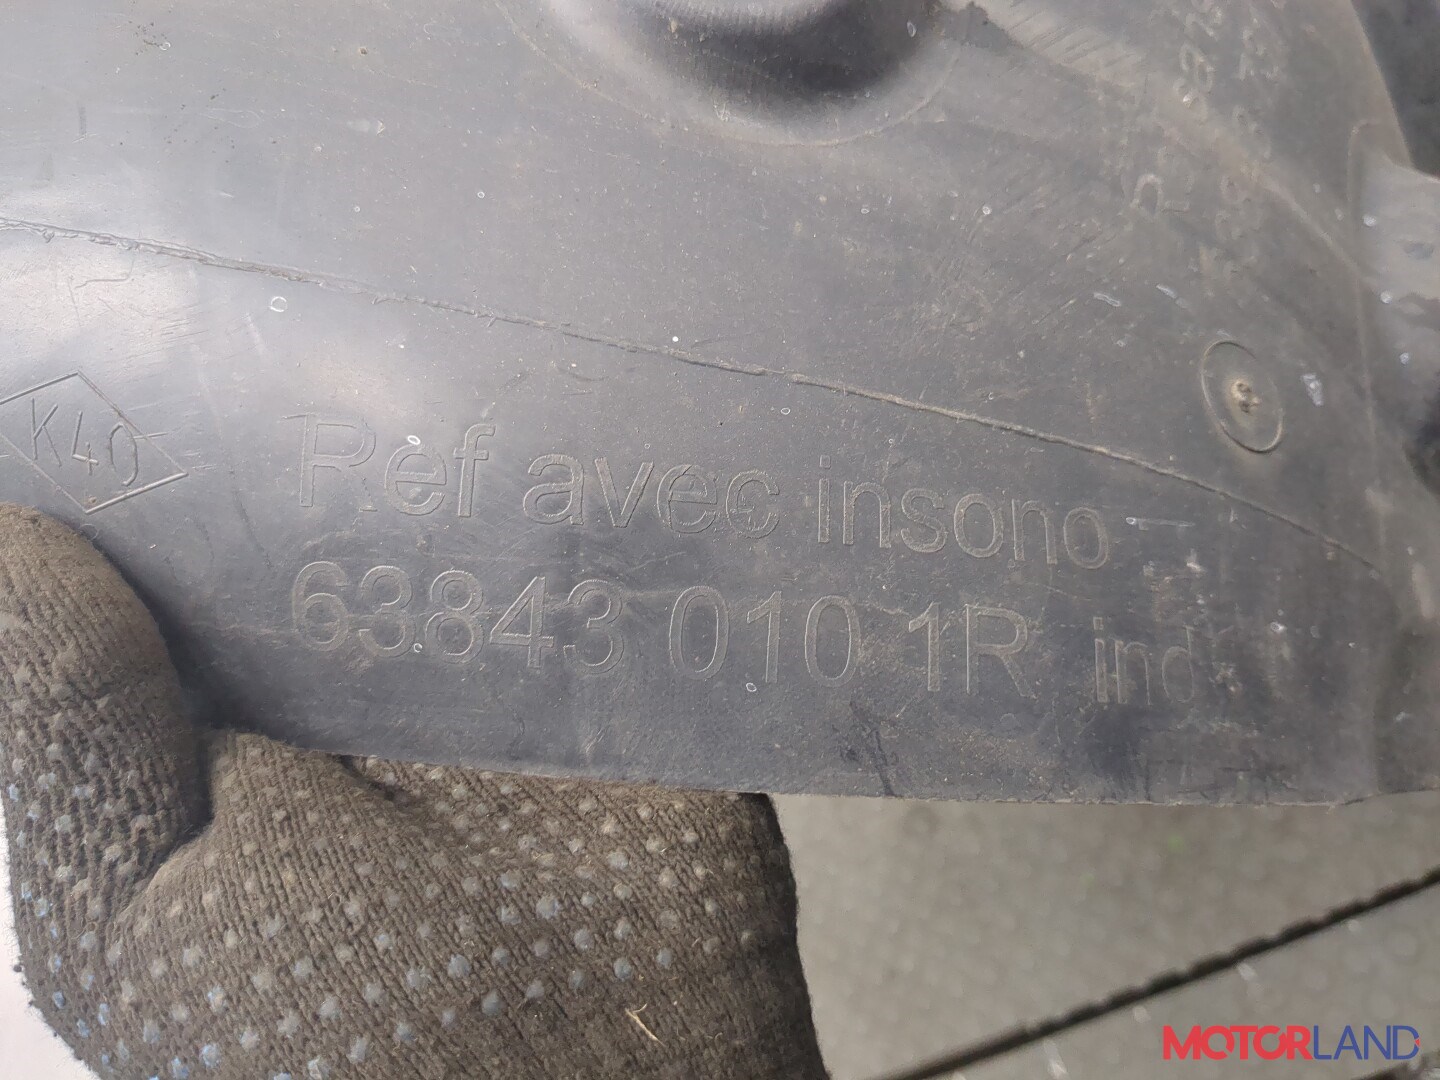 K40
Ref avec insono
63843 010 1R ind
MOTORLAND